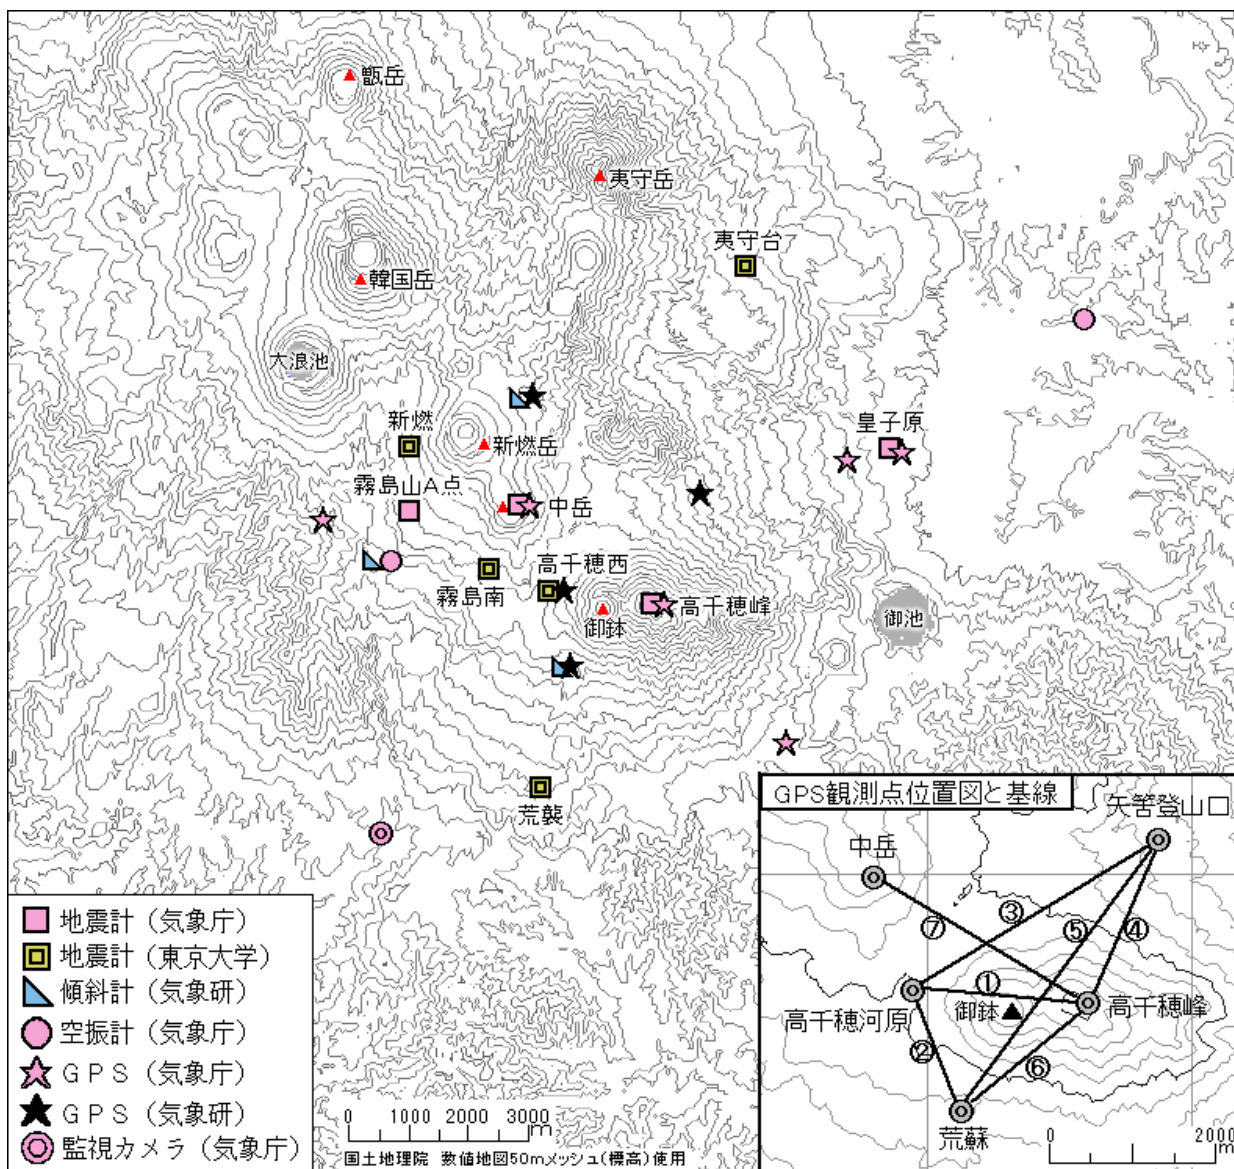 甑岳
夷守岳
夷守台
韓国岳
大浪池
新燃
新燃岳
皇子原
霧島山A点
中岳
高千穂西
霧島南
御鉢
高千穂峰
御池
荒襲
GPS観測点位置図と基線
矢筈登山口
中岳
③
⑦
⑤
④
①
高千穂河原
御鉢
高千穂峰
②
⑥
荒蘇
0 2000
m
地震計（気象庁）
地震計（東京大学）
傾斜計（気象研）
空振計（気象庁）
ＧＰＳ（気象庁）
ＧＰＳ（気象研）
監視カメラ（気象庁）
0 1000 2000 3000
m
国土地理院 数値地図50mメッシュ(標高)使用